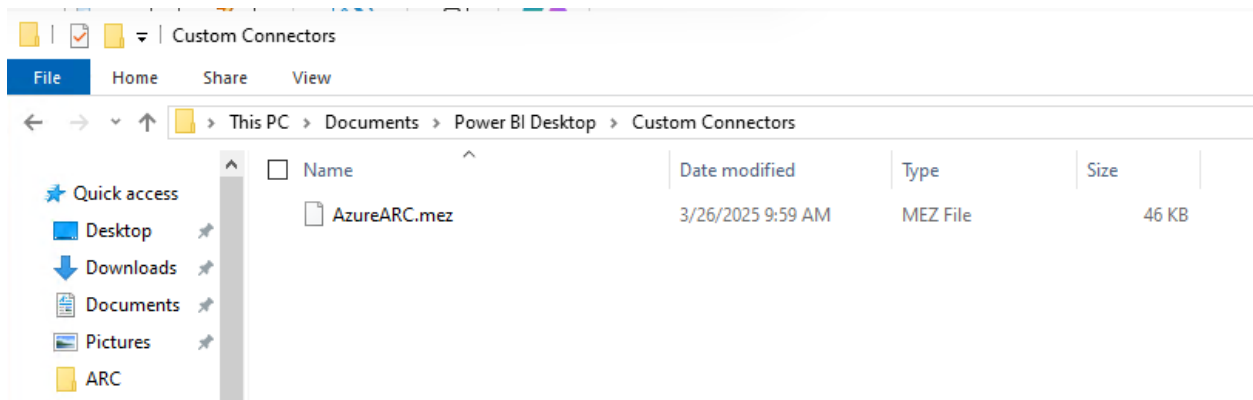 Custom Connectors
File Home Share View
This PC > Documents > Power BI Desktop > Custom Connectors
Name Date modified Type Size
Quick access
AzureARC.mez 3/26/2025 9:59 AM MEZ File 46 KB
Desktop
Downloads
Documents
Pictures
ARC